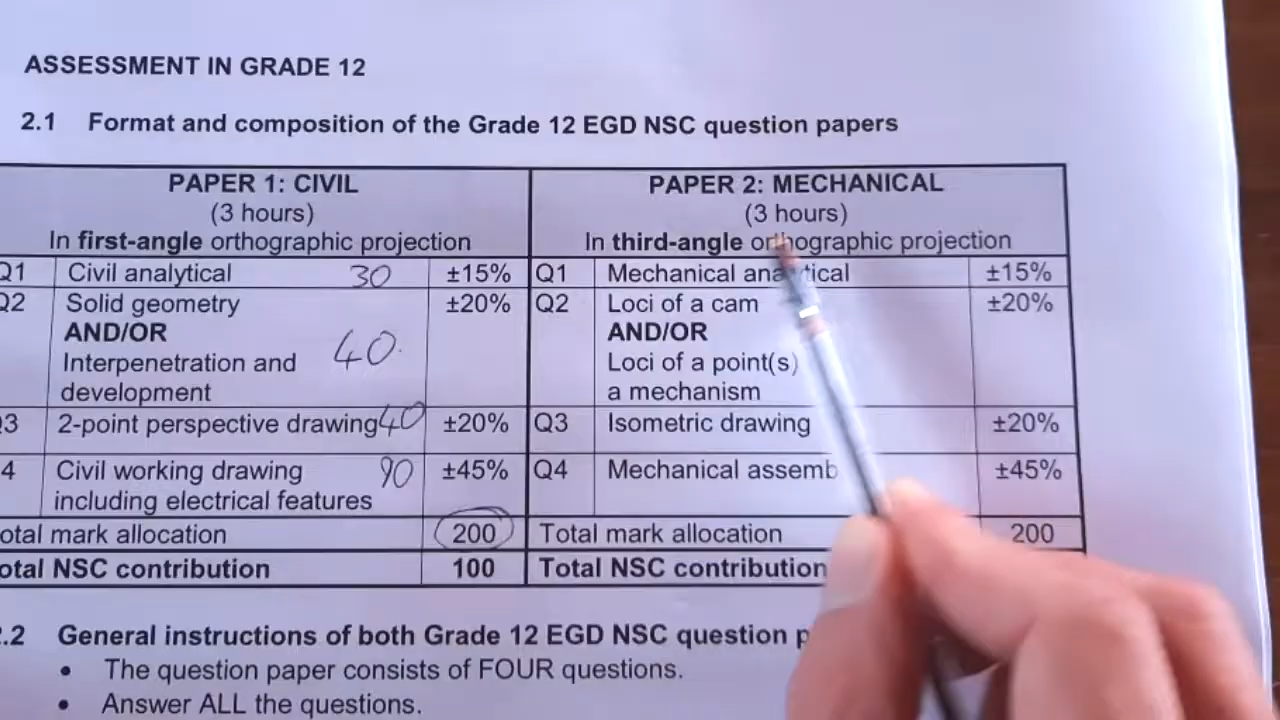 ASSESSMENT IN GRADE 12
2.1 Format and composition of the Grade 12 EGD NSC question papers
PAPER 1: CIVIL
(3 hours)
In first-angle orthographic projection
PAPER 2: MECHANICAL
(3 hours)
In third-angle orthographic projection
Q1 Civil analytical 30 ±15% Q1 Mechanical analytical ±15%
Q2 Solid geometry ±20% Q2 Loci of a cam ±20%
AND/OR AND/OR
Interpenetration and 40 Loci of a point(s)
development a mechanism
Q3 2-point perspective drawing 40 ±20% Q3 Isometric drawing ±20%
4 Civil working drawing 90 ±45% Q4 Mechanical assemb ±45%
including electrical features
otal mark allocation 200 Total mark allocation 200
otal NSC contribution 100 Total NSC contribution
.2 General instructions of both Grade 12 EGD NSC question p
• The question paper consists of FOUR questions.
• Answer ALL the questions.